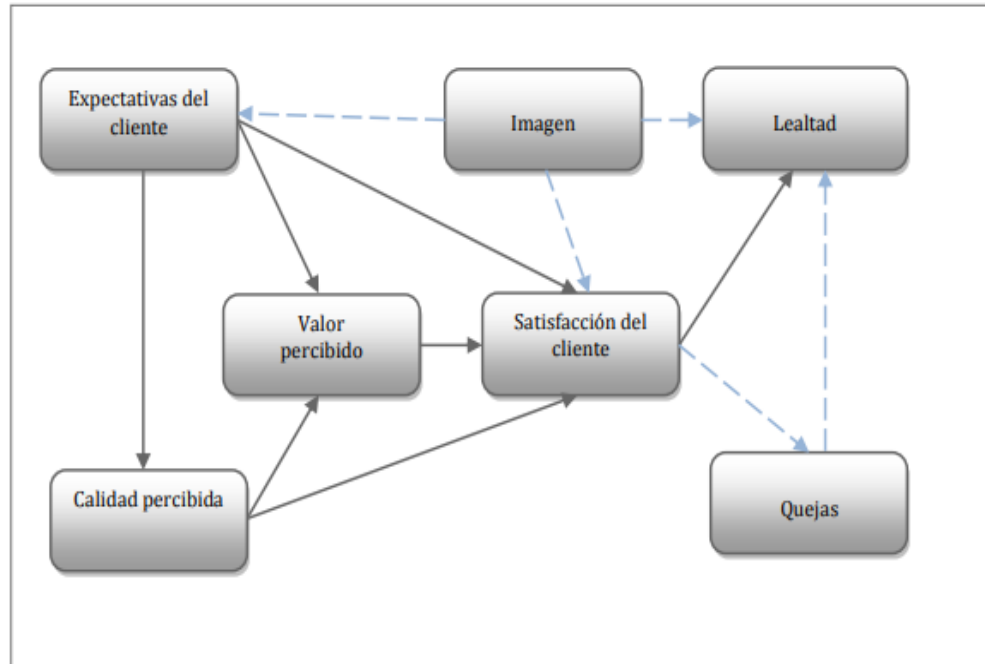 Expectativas del
cliente
Imagen
Lealtad
Valor
percibido
Satisfacción del
cliente
Calidad percibida
Quejas